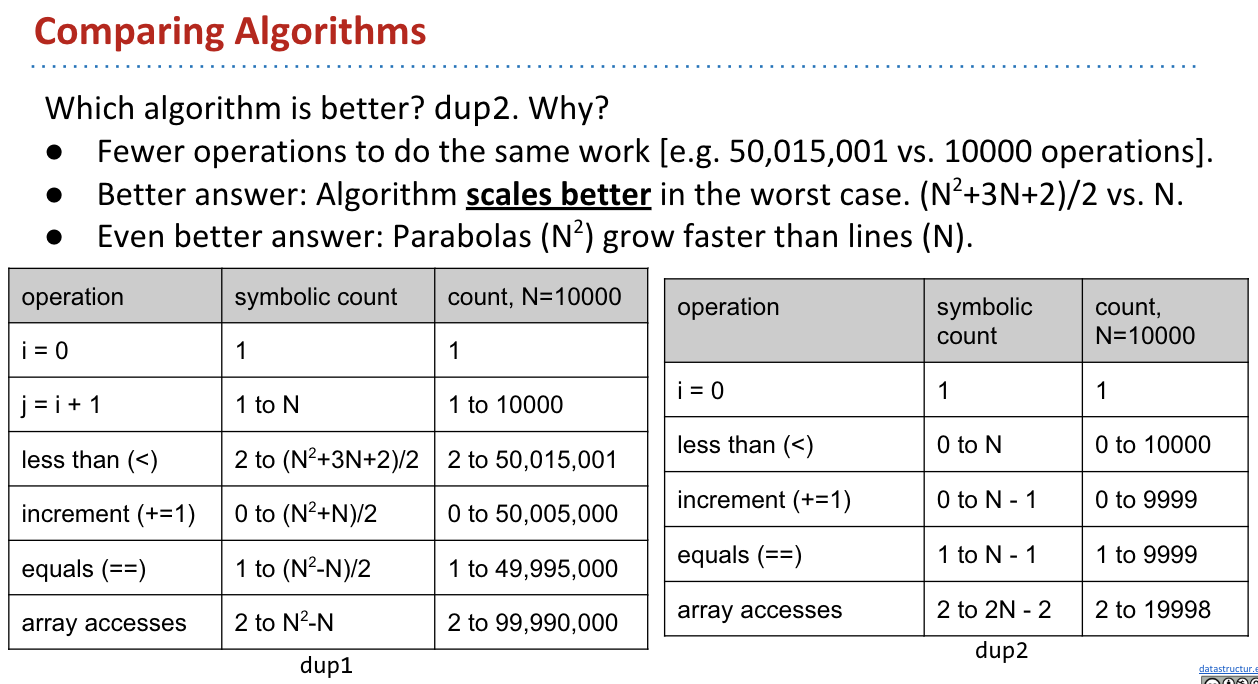 Comparing Algorithms
Which algorithm is better? dup2. Why?
● Fewer operations to do the same work [e.g. 50,015,001 vs. 10000 operations].
● Better answer: Algorithm scales better in the worst case. (N²+3N+2)/2 vs. N.
● Even better answer: Parabolas (N²) grow faster than lines (N).
operation symbolic count count, N=10000
i = 0 1 1
j = i + 1 1 to N 1 to 10000
less than (<) 2 to (N²+3N+2)/2 2 to 50,015,001
increment (+=1) 0 to (N²+N)/2 0 to 50,005,000
equals (==) 1 to (N²-N)/2 1 to 49,995,000
array accesses 2 to N²-N 2 to 99,990,000
dup1
operation symbolic count,
count N=10000
i = 0 1 1
less than (<) 0 to N 0 to 10000
increment (+=1) 0 to N - 1 0 to 9999
equals (==) 1 to N - 1 1 to 9999
array accesses 2 to 2N - 2 2 to 19998
dup2
datastructur.e